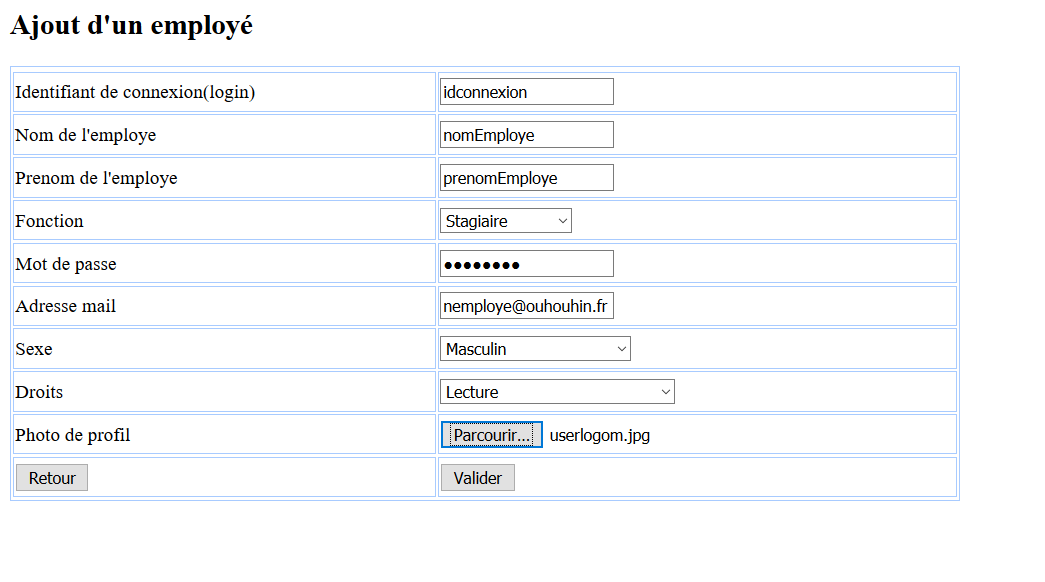 Ajout d'un employé
Identifiant de connexion(login) idconnexion
Nom de l'employe nomEmploye
Prenom de l'employe prenomEmploye
Fonction Stagiaire
Mot de passe ●●●●●●●●
Adresse mail nemploye@ouhouhin.fr
Sexe Masculin
Droits Lecture
Photo de profil Parcourir... userlogom.jpg
Retour Valider